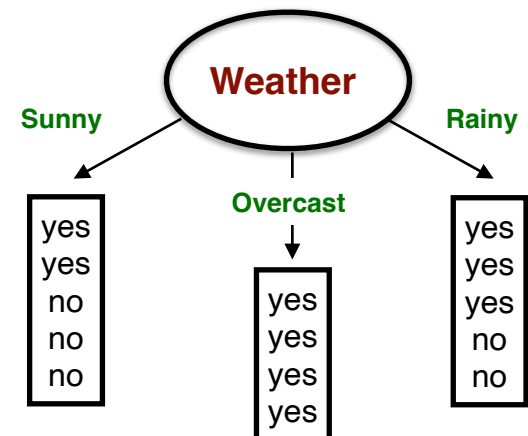 Weather
Sunny
Rainy
Overcast
yes
yes
no
no
no
yes
yes
yes
yes
yes
yes
yes
no
no